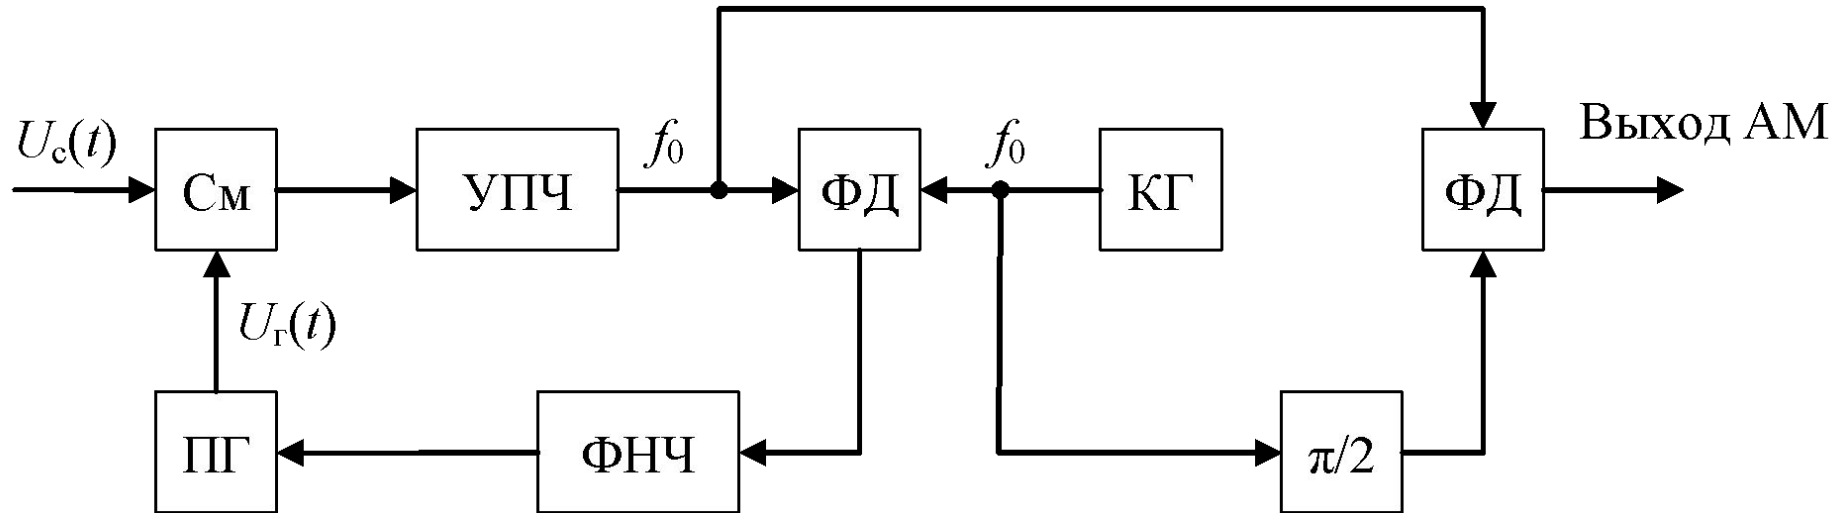 Uс(t)
См
УПЧ
f0
ФД
f0
КГ
ФД
Выход АМ
Uг(t)
ПГ
ФНЧ
π/2